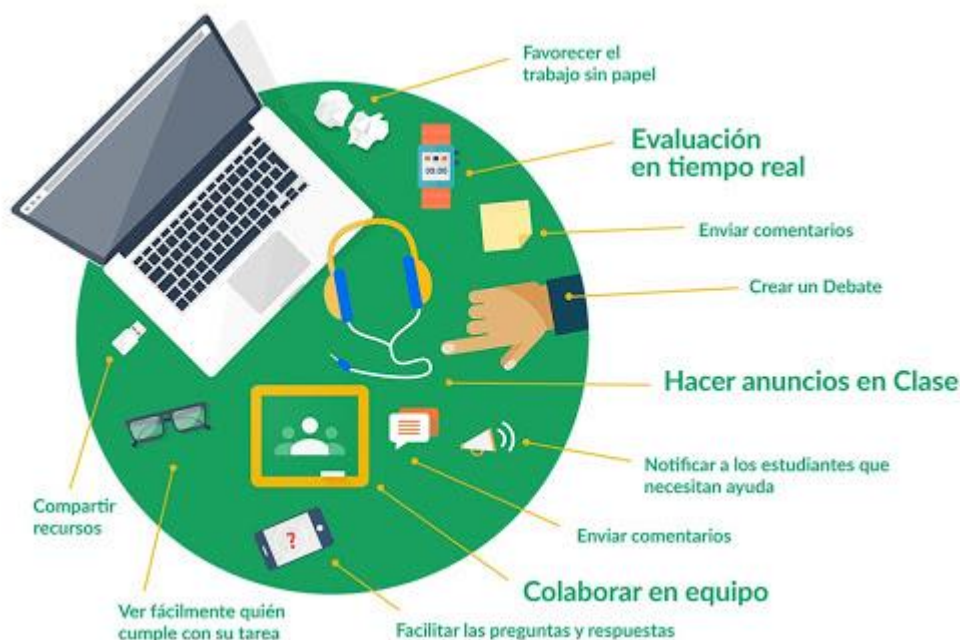 Favorecer el
trabajo sin papel
Evaluación
en tiempo real
00:00
Enviar comentarios
Crear un Debate
Hacer anuncios en Clase
Notificar a los estudiantes que
necesitan ayuda
Compartir
recursos
?
Enviar comentarios
Colaborar en equipo
Ver fácilmente quién
cumple con su tarea
Facilitar las preguntas y respuestas